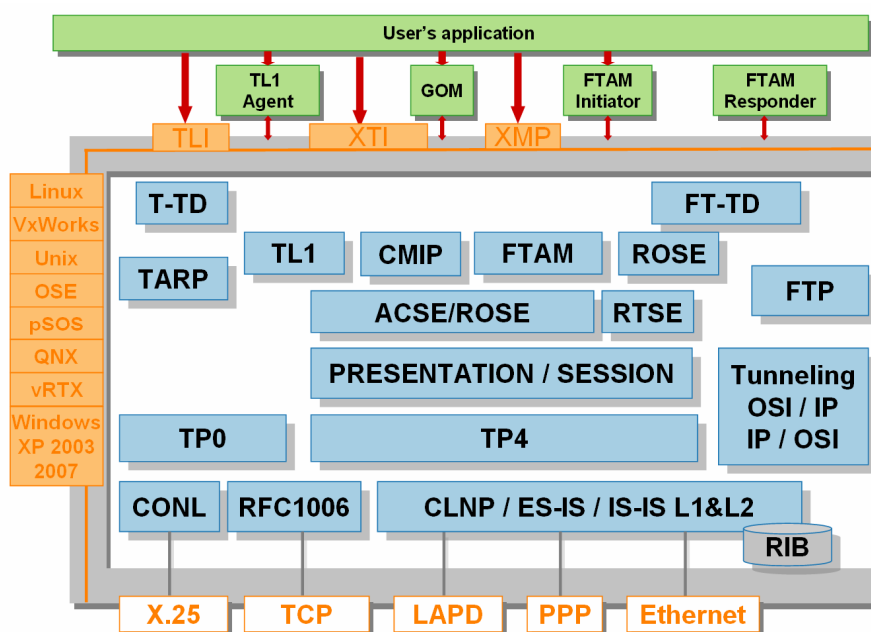 User's application
TL1
Agent
GOM
FTAM
Initiator
FTAM
Responder
TLI
XTI
XMP
Linux
VxWorks
Unix
OSE
pSOS
QNX
vRTX
Windows
XP 2003
2007
T-TD
FT-TD
TL1
CMIP
FTAM
ROSE
TARP
FTP
ACSE/ROSE
RTSE
PRESENTATION / SESSION
Tunneling
OSI / IP
IP / OSI
TP0
TP4
CONL
RFC1006
CLNP / ES-IS / IS-IS L1&L2
RIB
X.25
TCP
LAPD
PPP
Ethernet